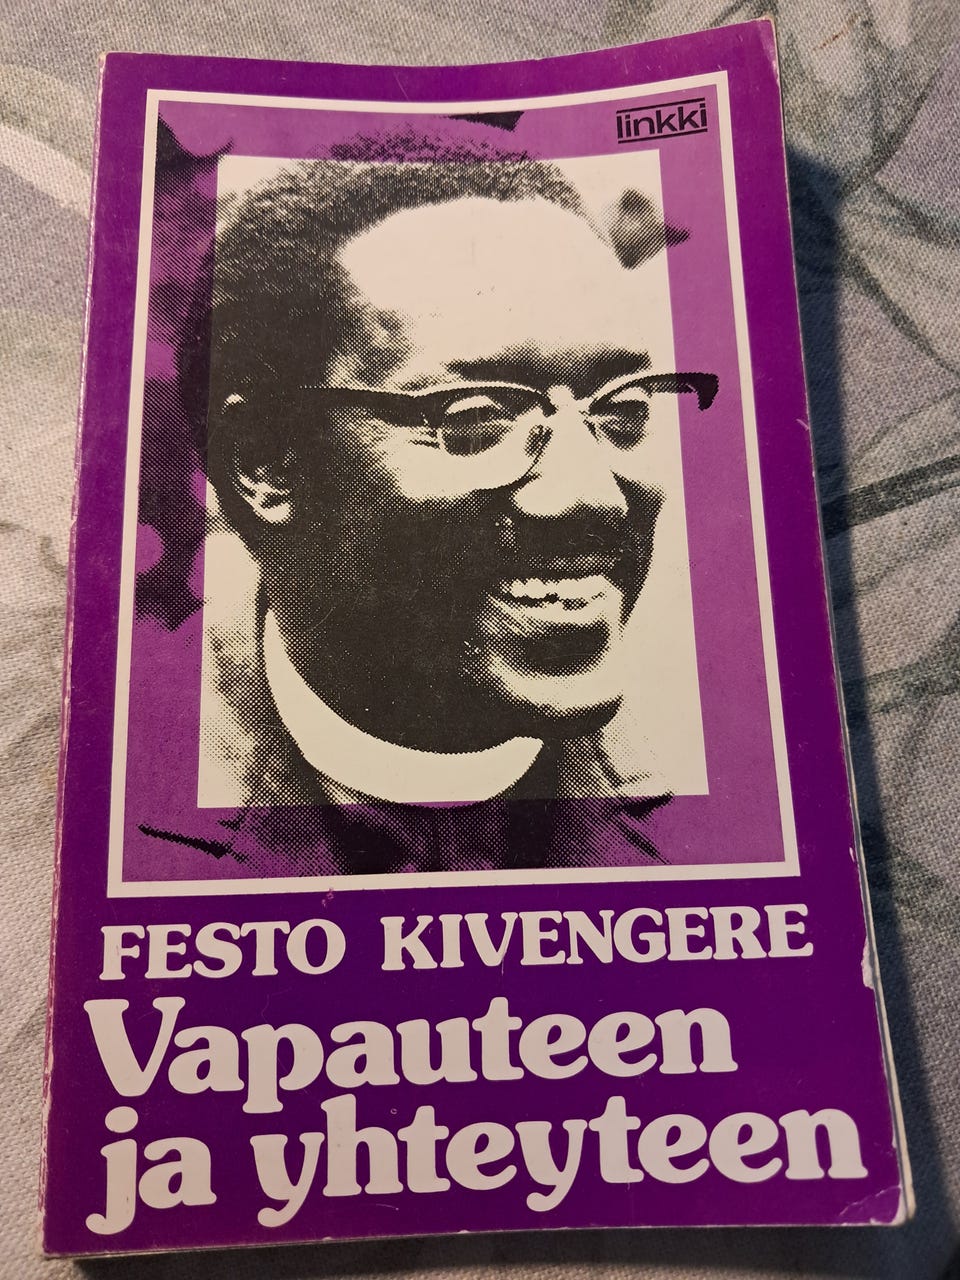 linkki
FESTO KIVENGERE
Vapauteen
ja yhteyteen